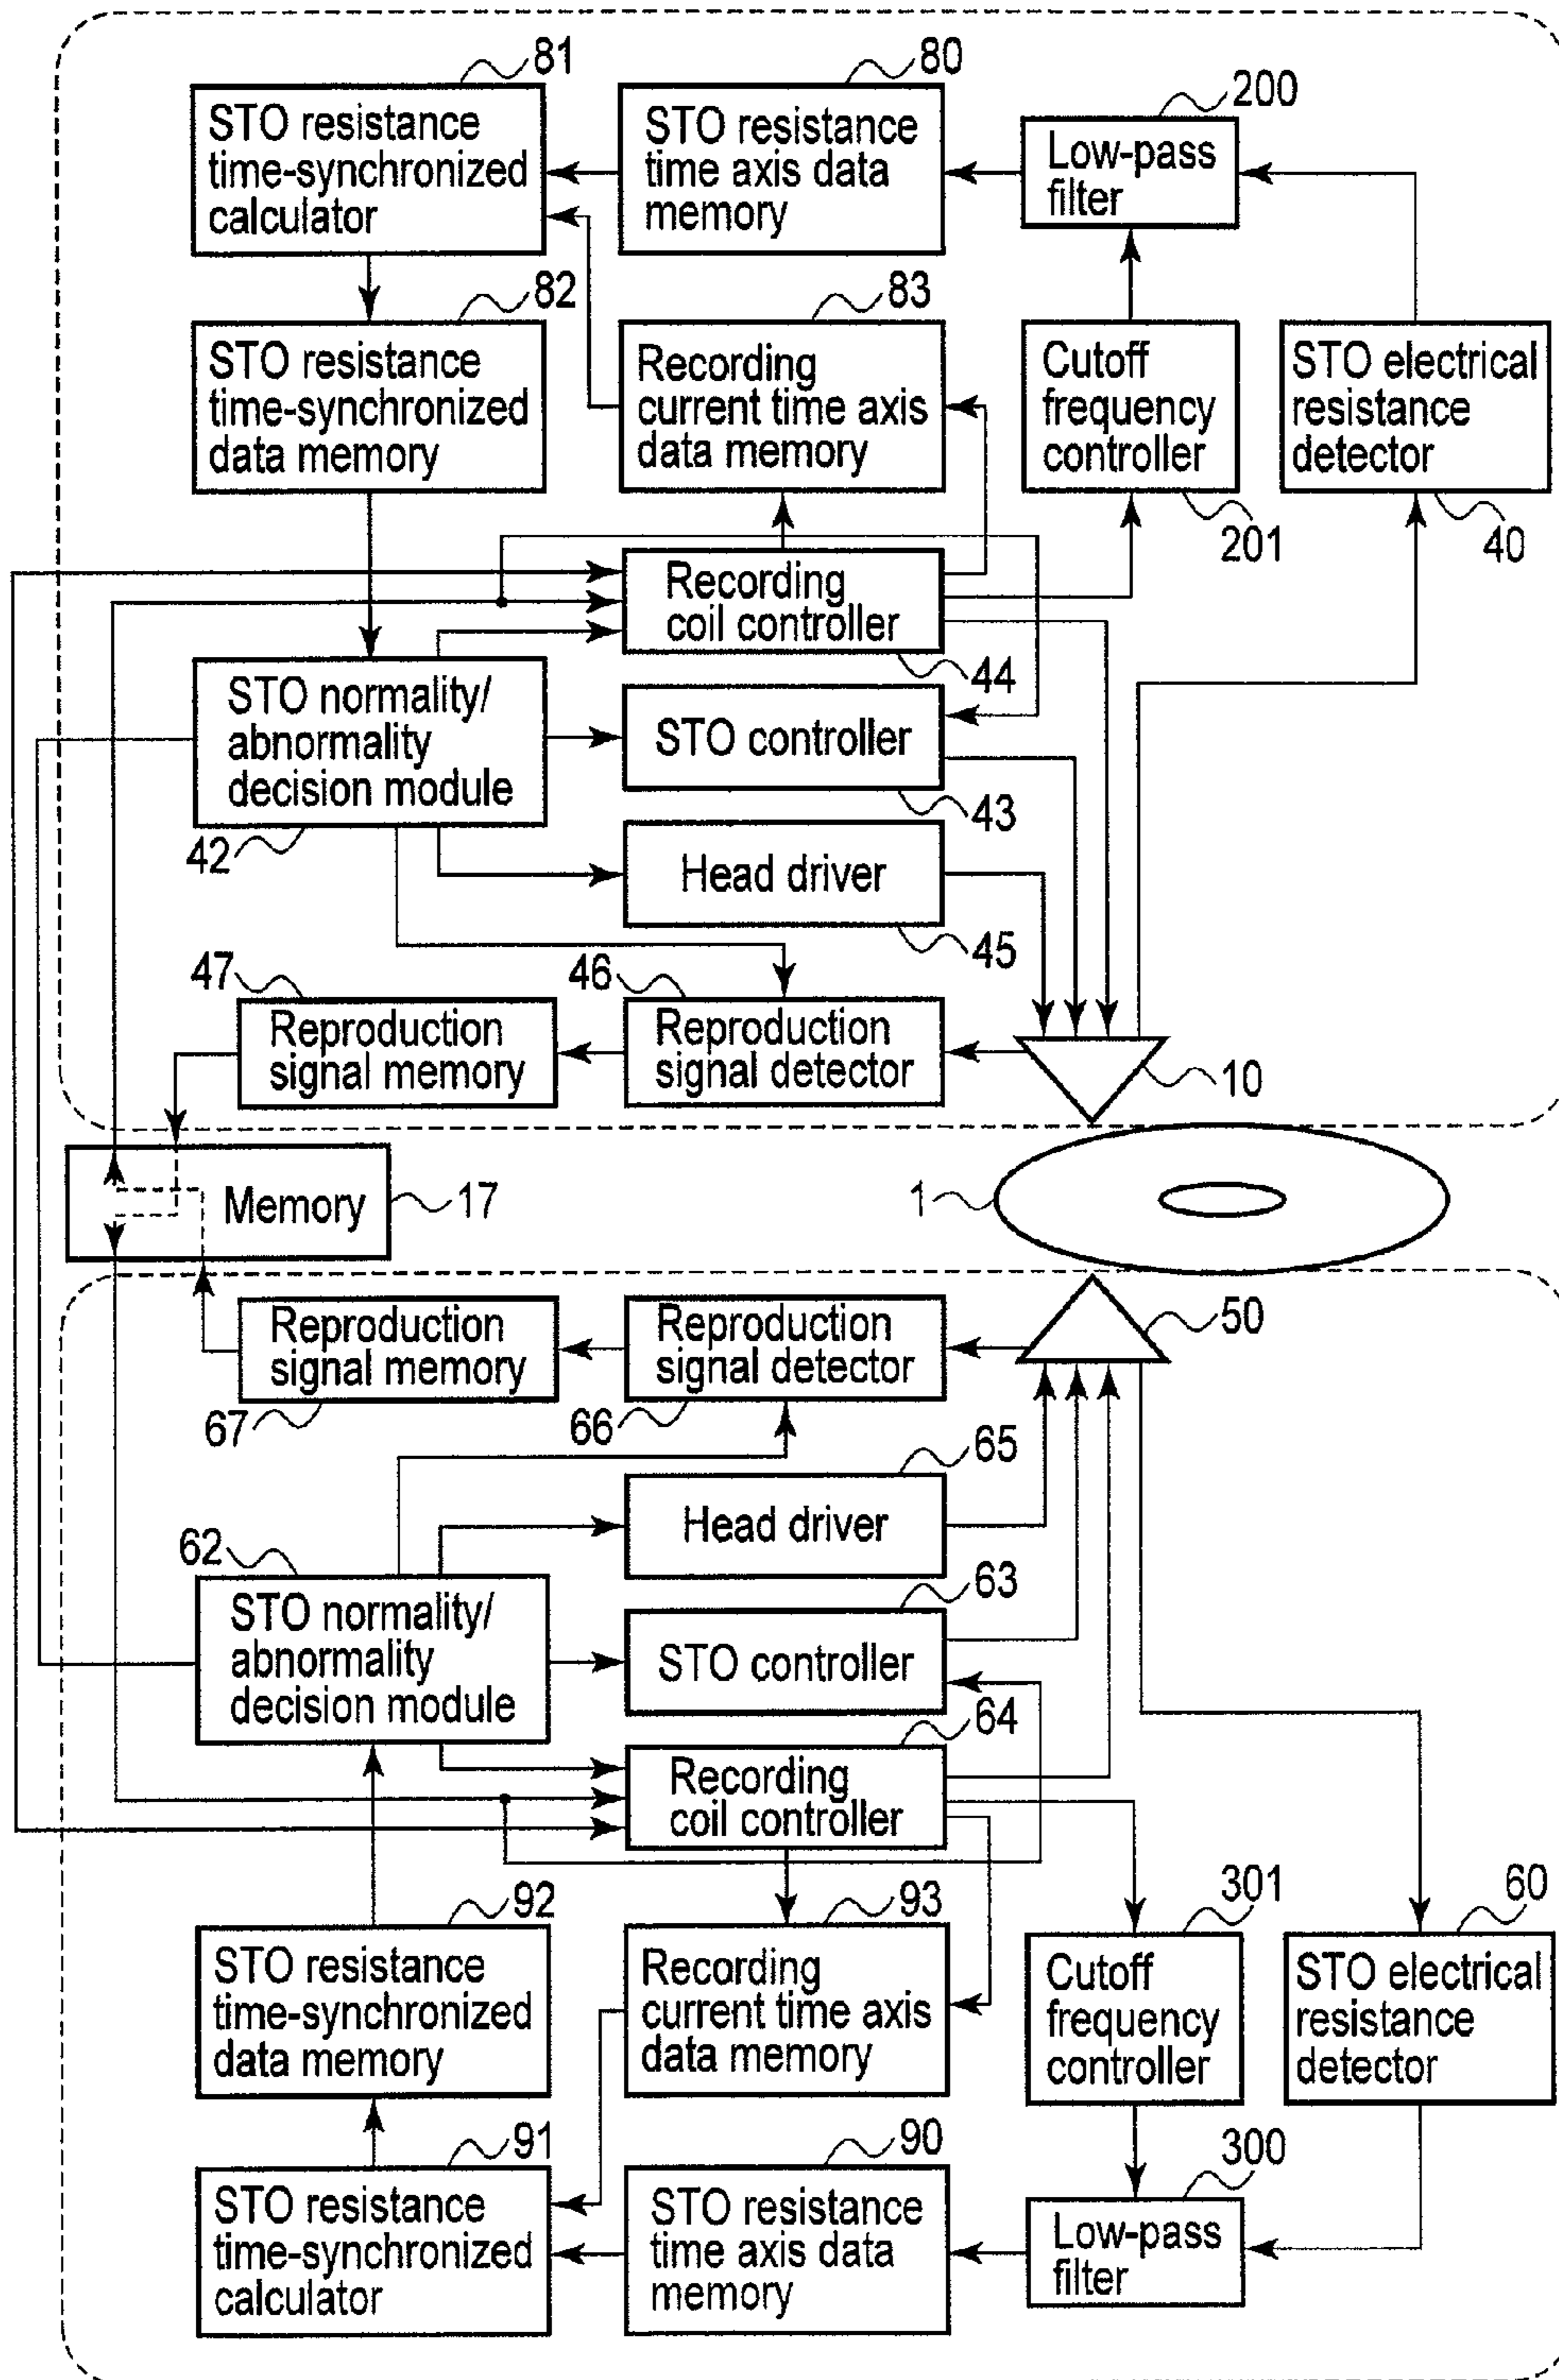 81
80
200
STO resistance
time-synchronized
calculator
STO resistance
time axis data
memory
Low-pass
filter
82
83
STO resistance
time-synchronized
data memory
Recording
current time axis
data memory
Cutoff
frequency
controller
STO electrical
resistance
detector
201
40
Recording
coil controller
44
STO normality/
abnormality
decision module
STO controller
43
42
Head driver
45
47
46
Reproduction
signal memory
Reproduction
signal detector
10
Memory
17
1
50
Reproduction
signal memory
Reproduction
signal detector
67
66
65
Head driver
62
63
STO normality/
abnormality
decision module
STO controller
64
Recording
coil controller
92
93
301
60
STO resistance
time-synchronized
data memory
Recording
current time axis
data memory
Cutoff
frequency
controller
STO electrical
resistance
detector
91
90
300
STO resistance
time-synchronized
calculator
STO resistance
time axis data
memory
Low-pass
filter